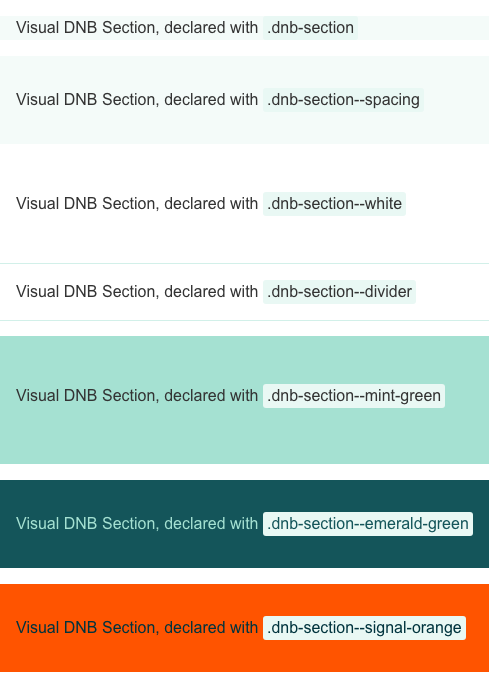 Visual DNB Section, declared with .dnb-section
Visual DNB Section, declared with .dnb-section--spacing
Visual DNB Section, declared with .dnb-section--white
Visual DNB Section, declared with .dnb-section--divider
Visual DNB Section, declared with .dnb-section--mint-green
Visual DNB Section, declared with .dnb-section--emerald-green
Visual DNB Section, declared with .dnb-section--signal-orange